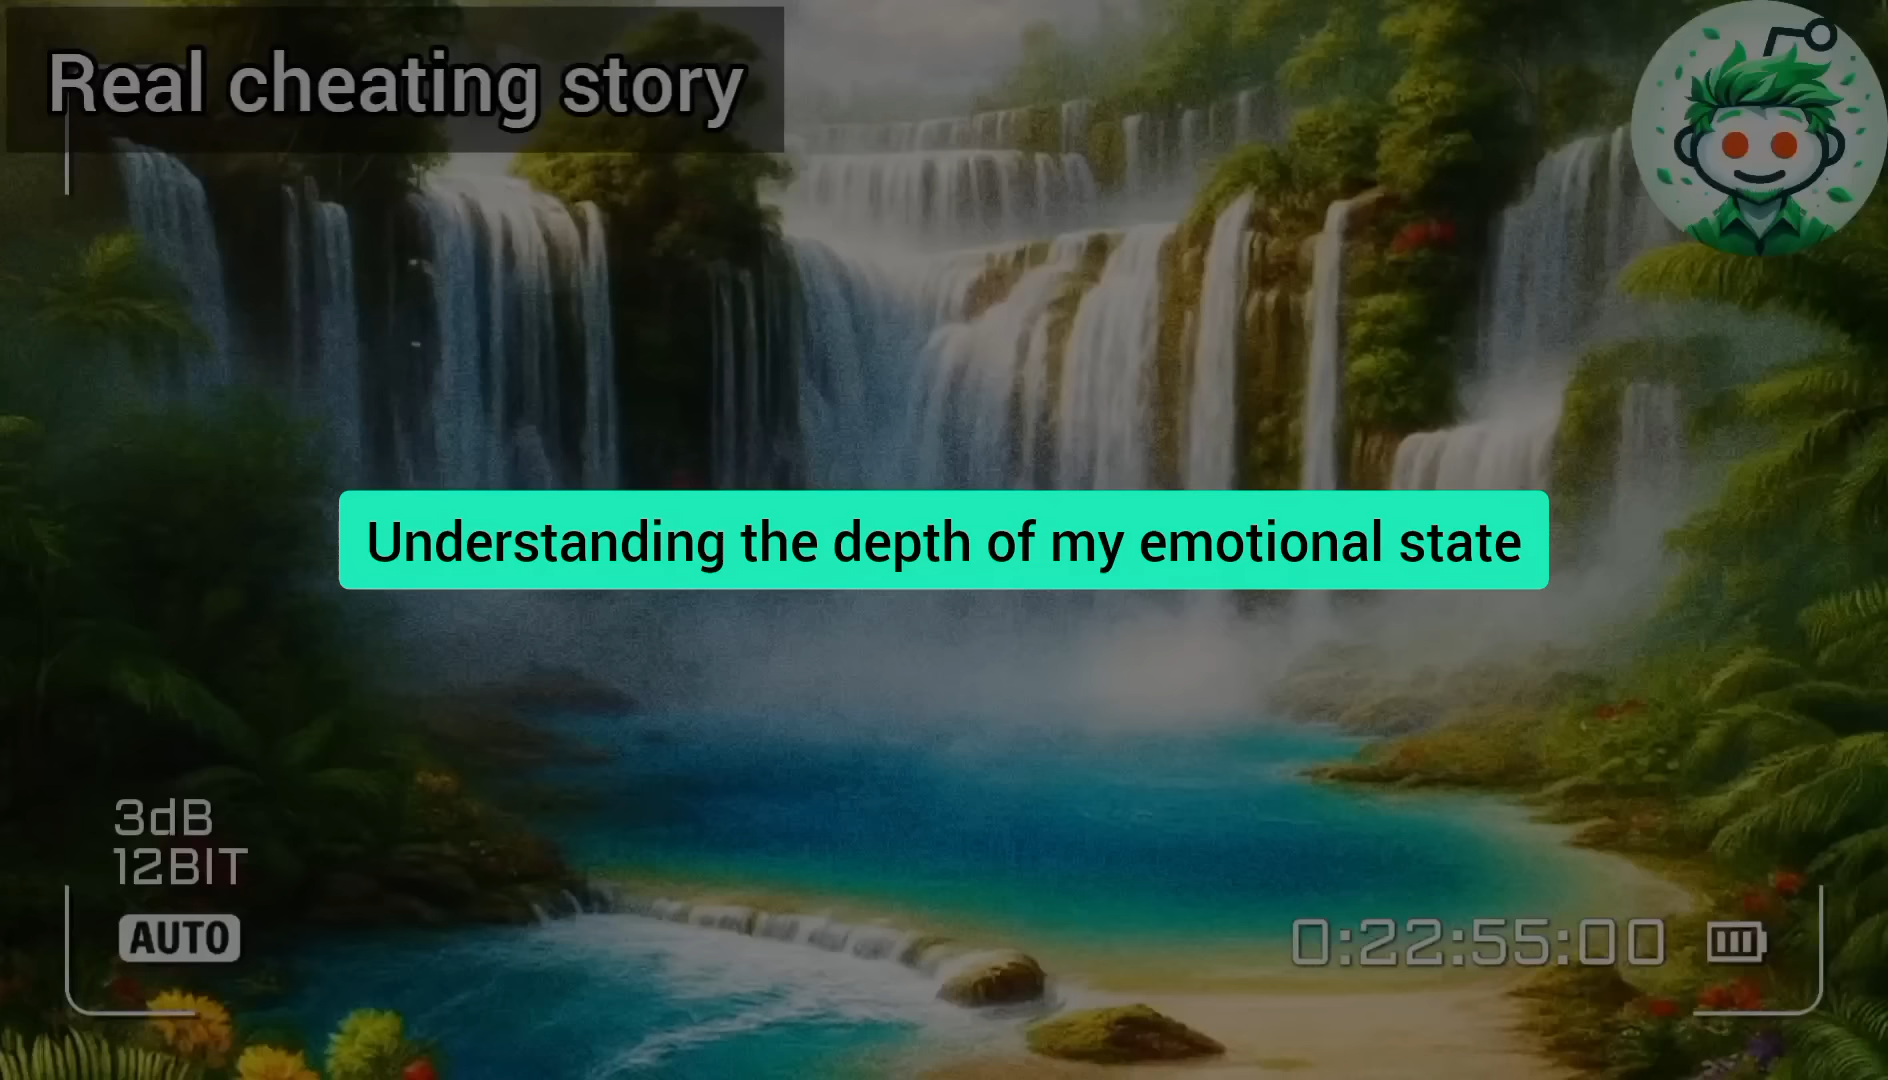 Real cheating story
Understanding the depth of my emotional state
3dB
12BIT
AUTO
0:22:55:00